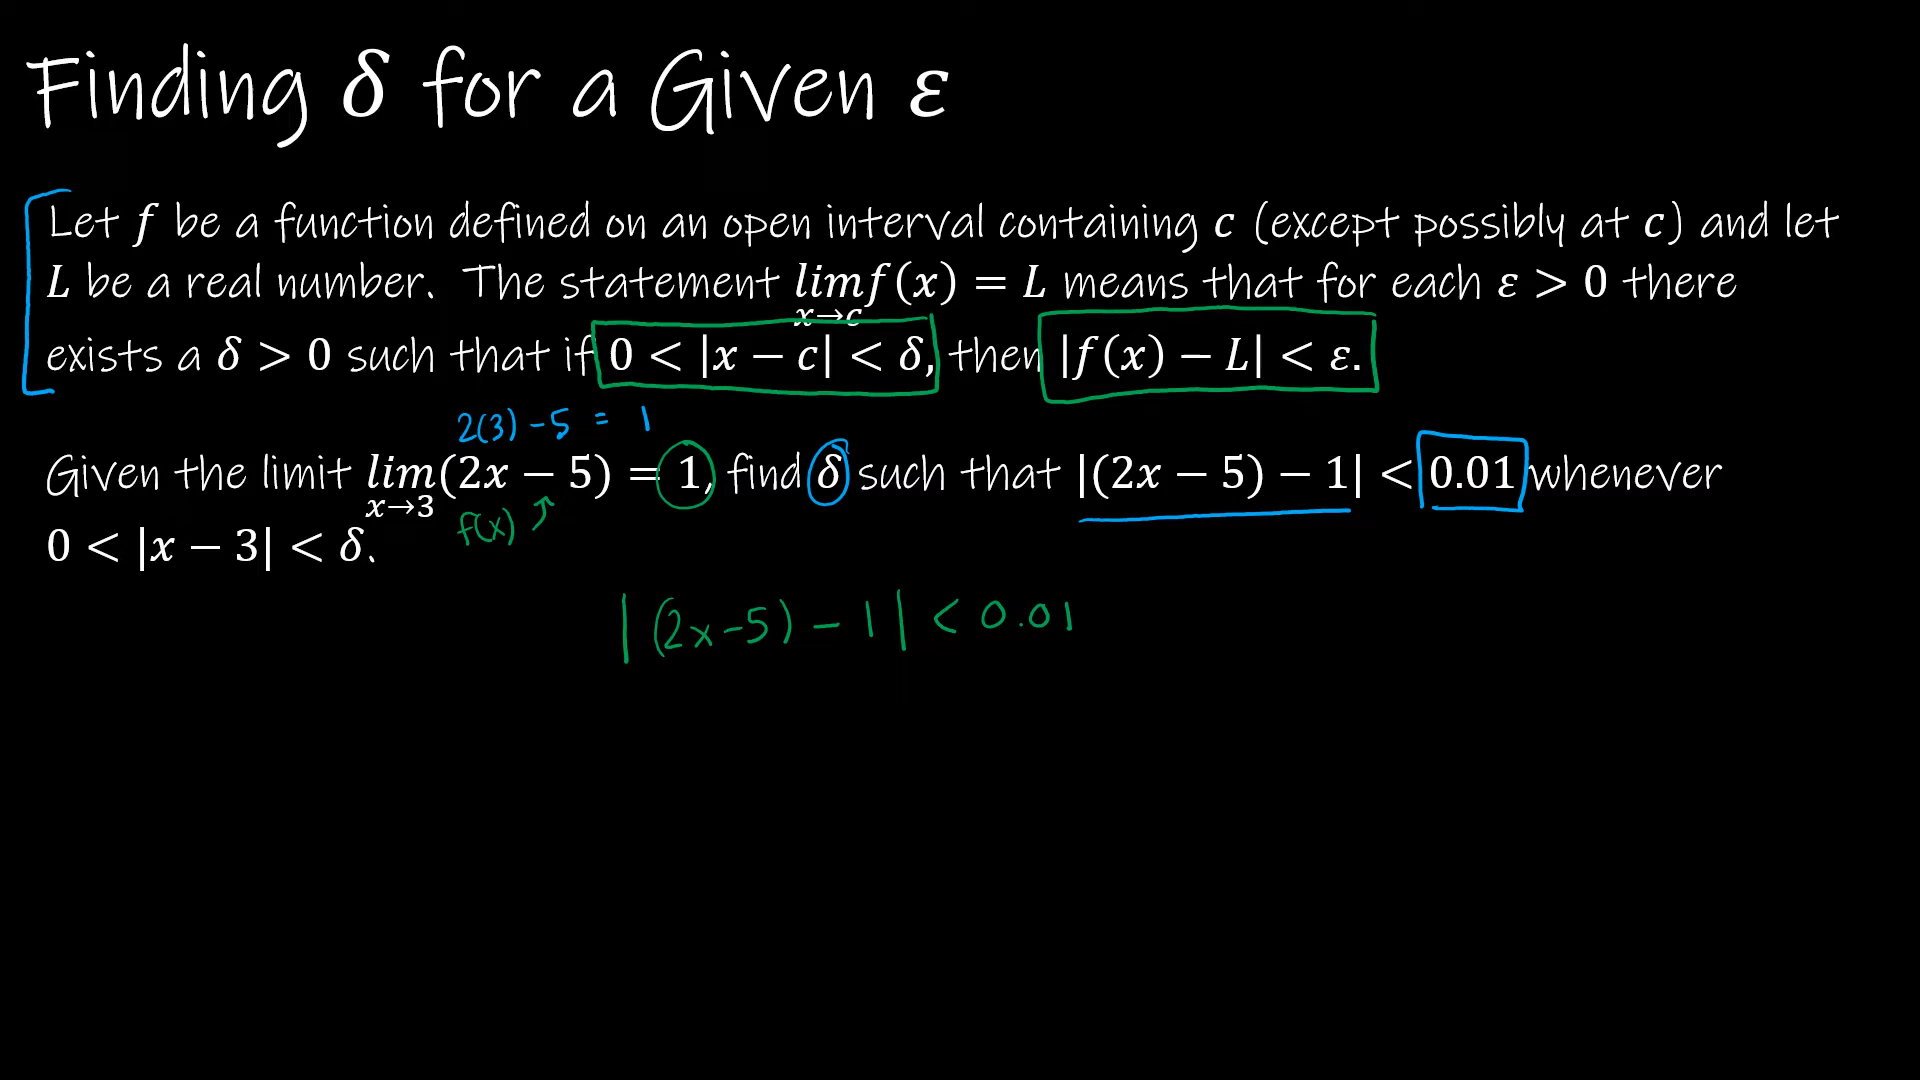 Finding δ for a Given ε
Let f be a function defined on an open interval containing c (except possibly at c) and let
L be a real number. The statement lim f(x) = L means that for each ε > 0 there
x→c
exists a δ > 0 such that if 0 < |x − c| < δ, then |f(x) − L| < ε.
2(3) - 5 = 1
Given the limit lim(2x − 5) = 1, find δ such that |(2x − 5) − 1| < 0.01 whenever
x→3
f(x)
0 < |x − 3| < δ.
|(2x-5) - 1| < 0.01